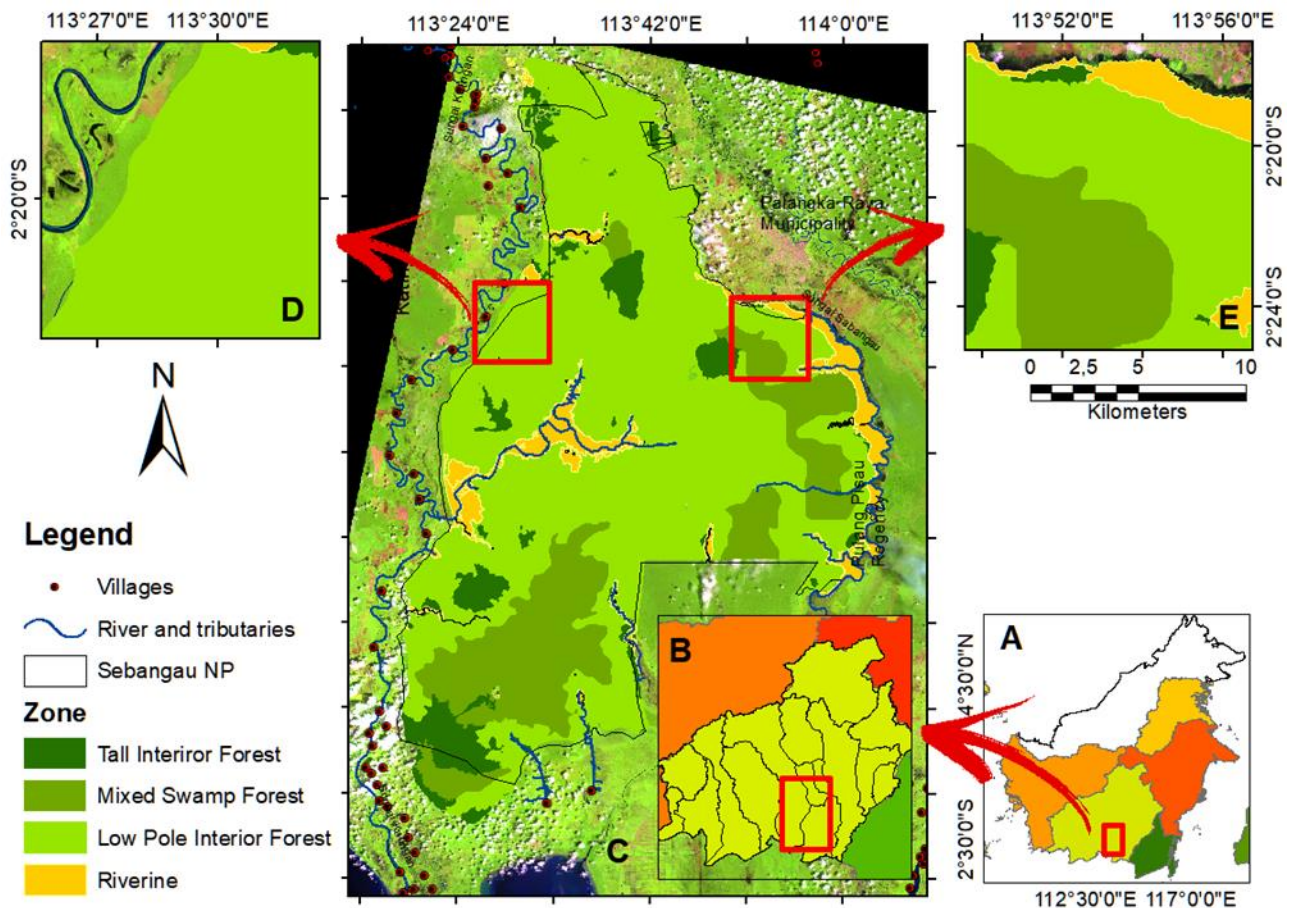 113°27'0"E 113°30'0"E
113°24'0"E 113°42'0"E 114°0'0"E
113°52'0"E 113°56'0"E
2°20'0"S
D
Palangka-Raya
Municipality
Sungai Sabangau
Pulang Pisau
Regency
E
2°20'0"S
2°24'0"S
0 2,5 5 10
Kilometers
N
Legend
Villages
River and tributaries
Sebangau NP
Zone
Tall Interiror Forest
Mixed Swamp Forest
Low Pole Interior Forest
Riverine
C
B
A
4°30'0"N
2°30'0"S
112°30'0"E 117°0'0"E